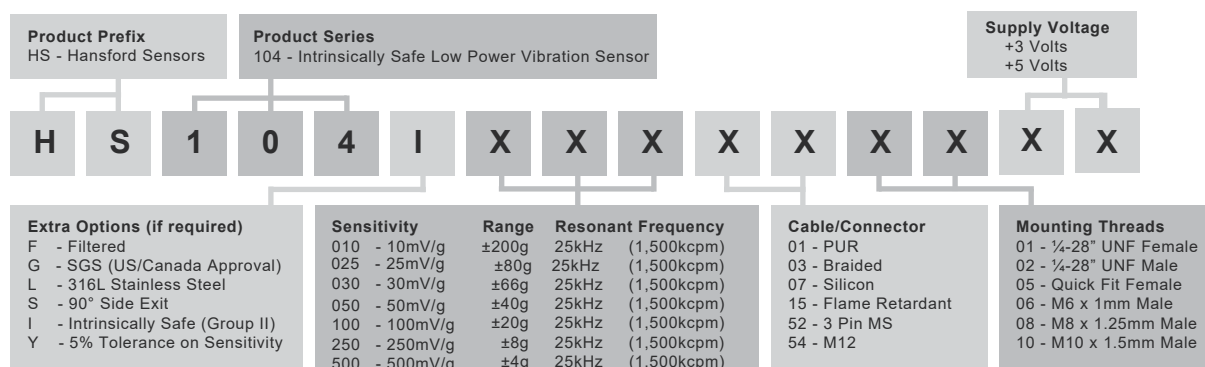 Product Prefix
HS - Hansford Sensors
Product Series
104 - Intrinsically Safe Low Power Vibration Sensor
Supply Voltage
+3 Volts
+5 Volts
H S 1 0 4 I X X X X X X X X X
Extra Options (if required)
F - Filtered
G - SGS (US/Canada Approval)
L - 316L Stainless Steel
S - 90° Side Exit
I - Intrinsically Safe (Group II)
Y - 5% Tolerance on Sensitivity
Sensitivity Range Resonant Frequency
010 - 10mV/g ±200g 25kHz (1,500kcpm)
025 - 25mV/g ±80g 25kHz (1,500kcpm)
030 - 30mV/g ±66g 25kHz (1,500kcpm)
050 - 50mV/g ±40g 25kHz (1,500kcpm)
100 - 100mV/g ±20g 25kHz (1,500kcpm)
250 - 250mV/g ±8g 25kHz (1,500kcpm)
500 - 500mV/g ±4g 25kHz (1,500kcpm)
Cable/Connector
01 - PUR
03 - Braided
07 - Silicon
15 - Flame Retardant
52 - 3 Pin MS
54 - M12
Mounting Threads
01 - ¼-28” UNF Female
02 - ¼-28” UNF Male
05 - Quick Fit Female
06 - M6 x 1mm Male
08 - M8 x 1.25mm Male
10 - M10 x 1.5mm Male